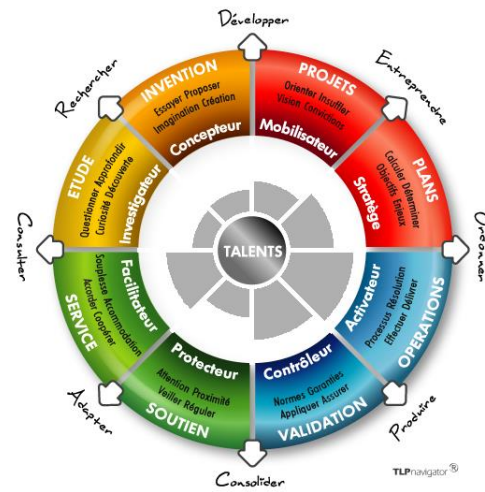 Développer
Rechercher
Entreprendre
INVENTION
Essayer Proposer
Imagination Création
Concepteur
PROJETS
Orienter Insuffler
Vision Convictions
Mobilisateur
ETUDE
Questionner Approfondir
Curiosité Découverte
Investigateur
PLANS
Calculer Déterminer
Objectifs Enjeux
Stratège
Consulter
TALENTS
SERVICE
Souplesse Accommodation
Accorder Coopérer
Facilitateur
OPERATIONS
Processus Résolution
Effectuer Délivrer
Activateur
Protecteur
Attention Proximité
Veiller Réguler
SOUTIEN
Contrôleur
Normes Garanties
Appliquer Assurer
VALIDATION
Adapter
Produire
Consolider
TLPnavigator ®